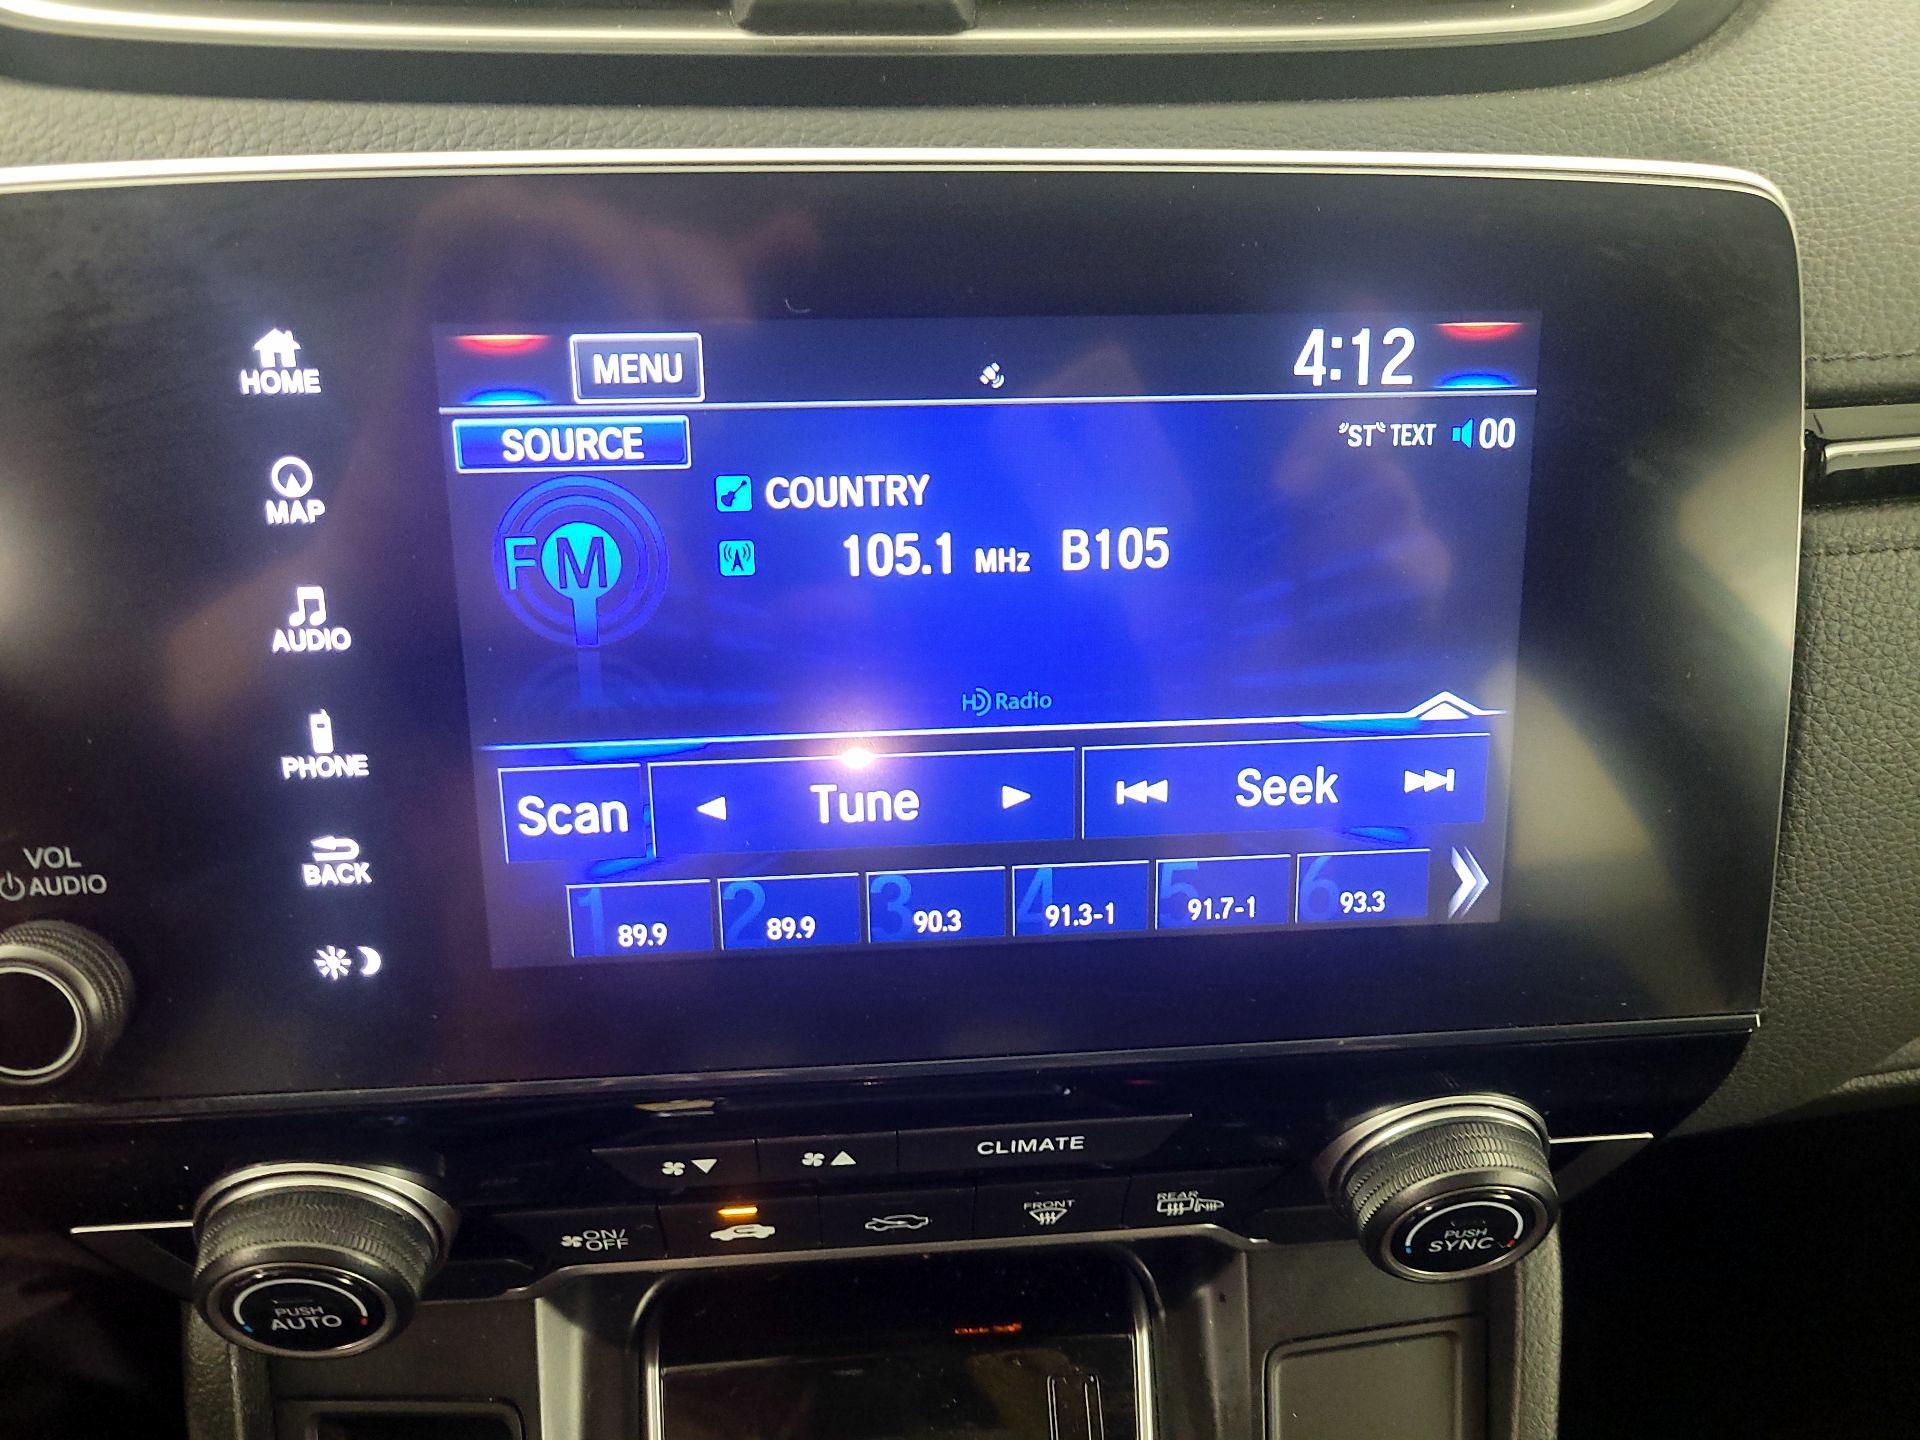 MENU
4:12
HOME
SOURCE
"ST" TEXT
00
COUNTRY
MAP
FM
105.1 MHz B105
AUDIO
HD Radio
PHONE
Scan
Tune
Seek
VOL
AUDIO
BACK
1 89.9
2 89.9
3 90.3
4 91.3-1
5 91.7-1
6 93.3
CLIMATE
ON/
OFF
FRONT
REAR
PUSH
AUTO
PUSH
SYNC